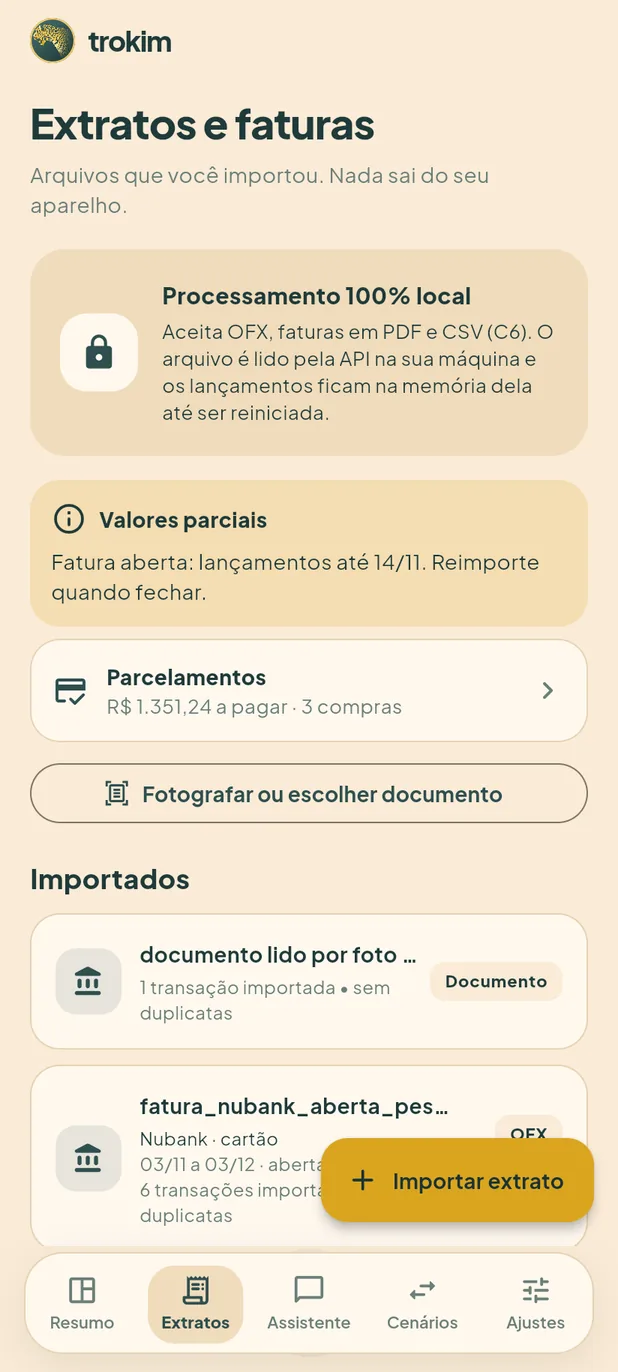 trokim
Extratos e faturas
Arquivos que você importou. Nada sai do seu
aparelho.
Processamento 100% local
Aceita OFX, faturas em PDF e CSV (C6). O
arquivo é lido pela API na sua máquina e
os lançamentos ficam na memória dela
até ser reiniciada.
Valores parciais
Fatura aberta: lançamentos até 14/11. Reimporte
quando fechar.
Parcelamentos
R$ 1.351,24 a pagar · 3 compras
Fotografar ou escolher documento
Importados
documento lido por foto …
1 transação importada • sem
duplicatas
Documento
fatura_nubank_aberta_pes…
Nubank · cartão
03/11 a 03/12 · aberta
6 transações importa
duplicatas
OFX
Importar extrato
Resumo
Extratos
Assistente
Cenários
Ajustes